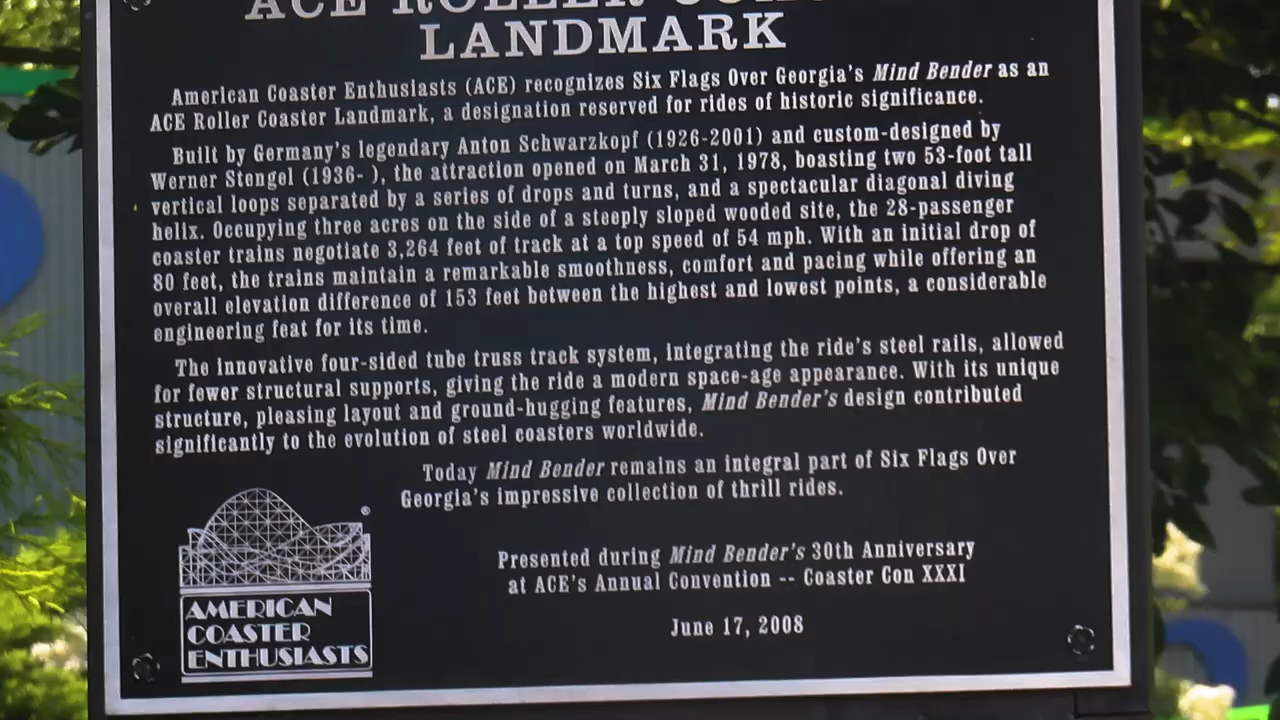 ACE ROLLER COASTER
LANDMARK
American Coaster Enthusiasts (ACE) recognizes Six Flags Over Georgia's Mind Bender as an
ACE Roller Coaster Landmark, a designation reserved for rides of historic significance.
Built by Germany's legendary Anton Schwarzkopf (1926-2001) and custom-designed by
Werner Stengel (1936- ), the attraction opened on March 31, 1978, boasting two 53-foot tall
vertical loops separated by a series of drops and turns, and a spectacular diagonal diving
helix. Occupying three acres on the side of a steeply sloped wooded site, the 28-passenger
coaster trains negotiate 3,264 feet of track at a top speed of 54 mph. With an initial drop of
80 feet, the trains maintain a remarkable smoothness, comfort and pacing while offering an
overall elevation difference of 153 feet between the highest and lowest points, a considerable
engineering feat for its time.
The innovative four-sided tube truss track system, integrating the ride's steel rails, allowed
for fewer structural supports, giving the ride a modern space-age appearance. With its unique
structure, pleasing layout and ground-hugging features, Mind Bender's design contributed
significantly to the evolution of steel coasters worldwide.
Today Mind Bender remains an integral part of Six Flags Over
Georgia's impressive collection of thrill rides.
Presented during Mind Bender's 30th Anniversary
at ACE's Annual Convention -- Coaster Con XXXI
June 17, 2008
®
AMERICAN
COASTER
ENTHUSIASTS